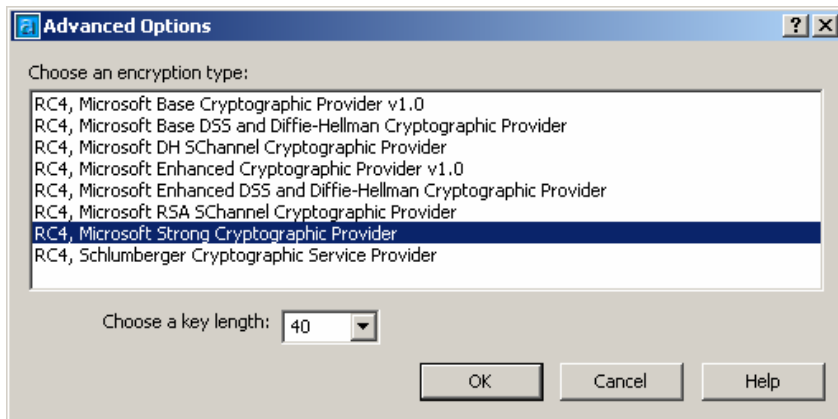 Advanced Options
Choose an encryption type:
RC4, Microsoft Base Cryptographic Provider v1.0
RC4, Microsoft Base DSS and Diffie-Hellman Cryptographic Provider
RC4, Microsoft DH SChannel Cryptographic Provider
RC4, Microsoft Enhanced Cryptographic Provider v1.0
RC4, Microsoft Enhanced DSS and Diffie-Hellman Cryptographic Provider
RC4, Microsoft RSA SChannel Cryptographic Provider
RC4, Microsoft Strong Cryptographic Provider
RC4, Schlumberger Cryptographic Service Provider
Choose a key length: 40
OK Cancel Help